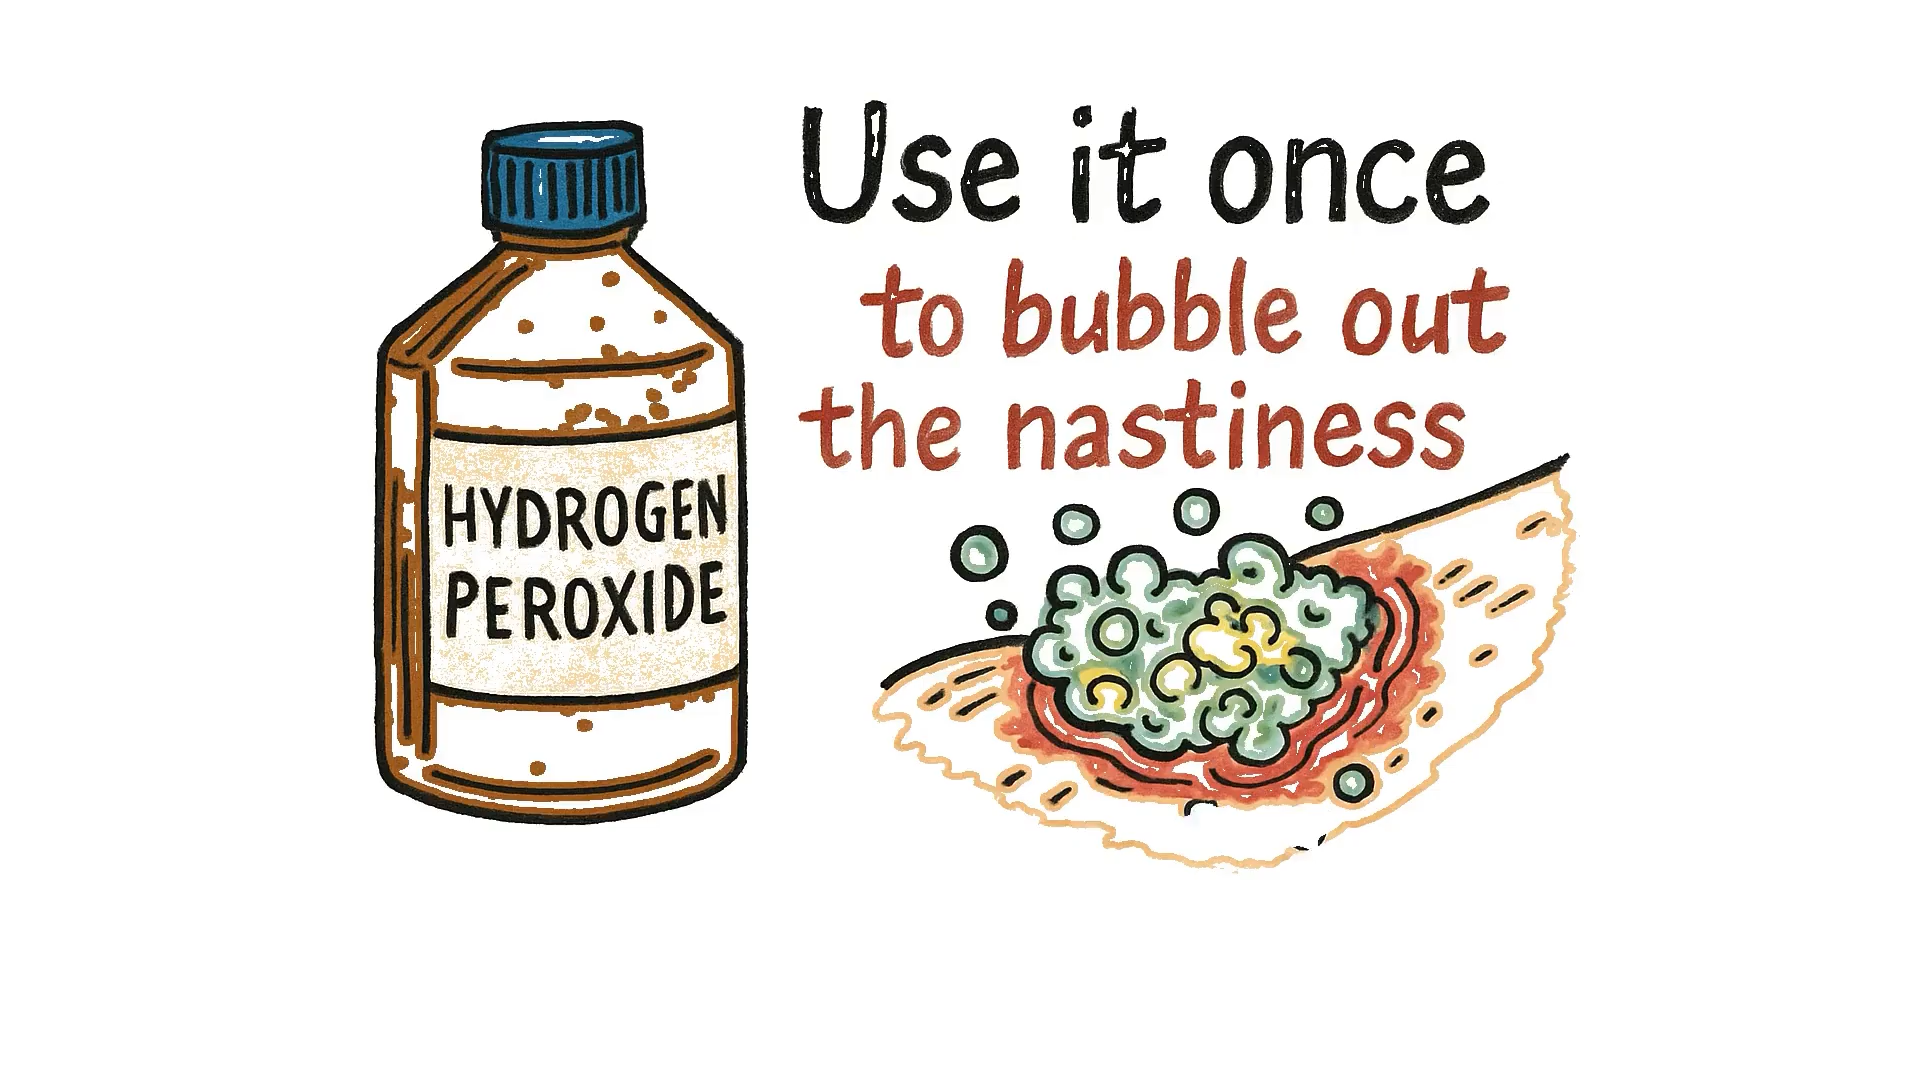 Use it once
to bubble out
the nastiness
HYDROGEN
PEROXIDE